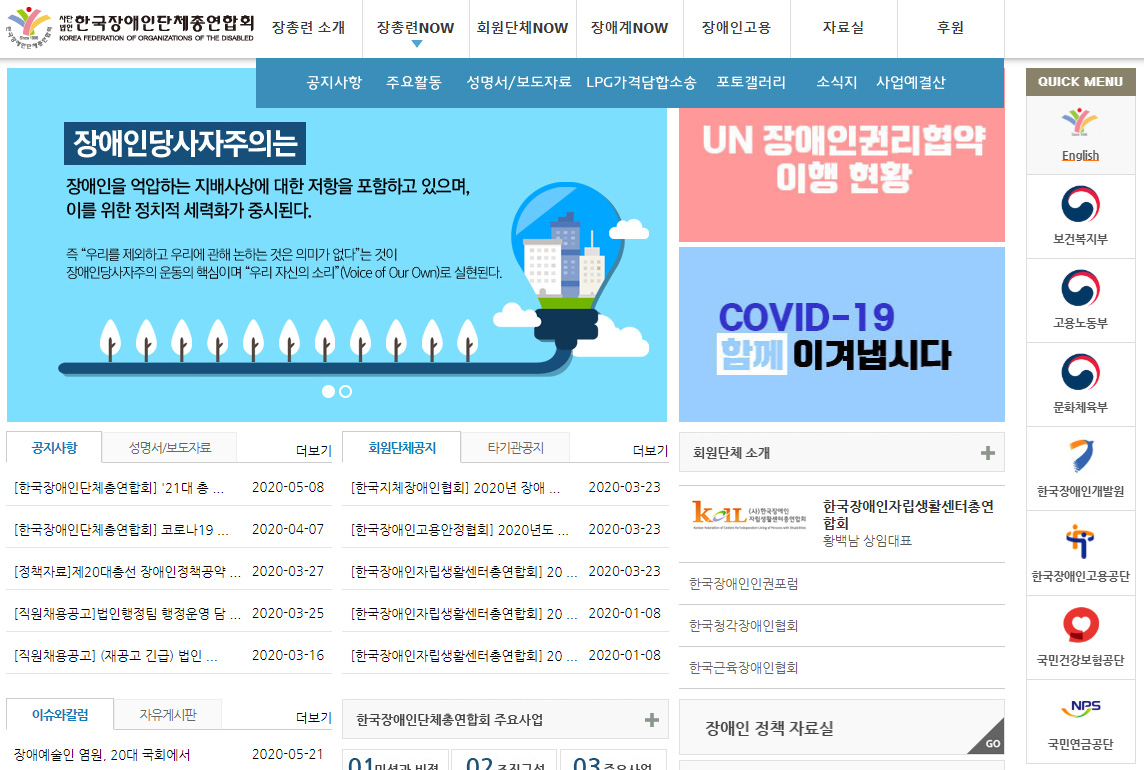 사단법인 한국장애인단체총연합회
KOREA FEDERATION OF ORGANIZATIONS OF THE DISABLED
Since 1998
장총련 소개
장총련NOW
회원단체NOW
장애계NOW
장애인고용
자료실
후원
공지사항
주요활동
성명서/보도자료
LPG가격담합소송
포토갤러리
소식지
사업예결산
장애인당사자주의는
장애인을 억압하는 지배사상에 대한 저항을 포함하고 있으며,
이를 위한 정치적 세력화가 중시된다.
즉 “우리를 제외하고 우리에 관해 논하는 것은 의미가 없다”는 것이
장애인당사자주의 운동의 핵심이며 “우리 자신의 소리”(Voice of Our Own)로 실현된다.
UN 장애인권리협약
이행 현황
COVID-19
함께 이겨냅시다
QUICK MENU
English
보건복지부
고용노동부
문화체육부
한국장애인개발원
한국장애인고용공단
국민건강보험공단
NPS
국민연금공단
공지사항
성명서/보도자료
더보기
[한국장애인단체총연합회] '21대 총 ... 2020-05-08
[한국장애인단체총연합회] 코로나19 ... 2020-04-07
[정책자료]제20대총선 장애인정책공약 ... 2020-03-27
[직원채용공고]법인행정팀 행정운영 담 ... 2020-03-25
[직원채용공고] (재공고 긴급) 법인 ... 2020-03-16
회원단체공지
타기관공지
더보기
[한국지체장애인협회] 2020년 장애 ... 2020-03-23
[한국장애인고용안정협회] 2020년도 ... 2020-03-23
[한국장애인자립생활센터총연합회] 20 ... 2020-03-23
[한국장애인자립생활센터총연합회] 20 ... 2020-01-08
[한국장애인자립생활센터총연합회] 20 ... 2020-01-08
회원단체 소개
(사)한국장애인
자립생활센터총연합회
한국장애인자립생활센터총연
합회
황백남 상임대표
한국장애인인권포럼
한국청각장애인협회
한국근육장애인협회
이슈와칼럼
자유게시판
더보기
장애예술인 염원, 20대 국회에서 2020-05-21
한국장애인단체총연합회 주요사업
01 미션과 비젼
02 조직구성
03 주요사업
장애인 정책 자료실
GO